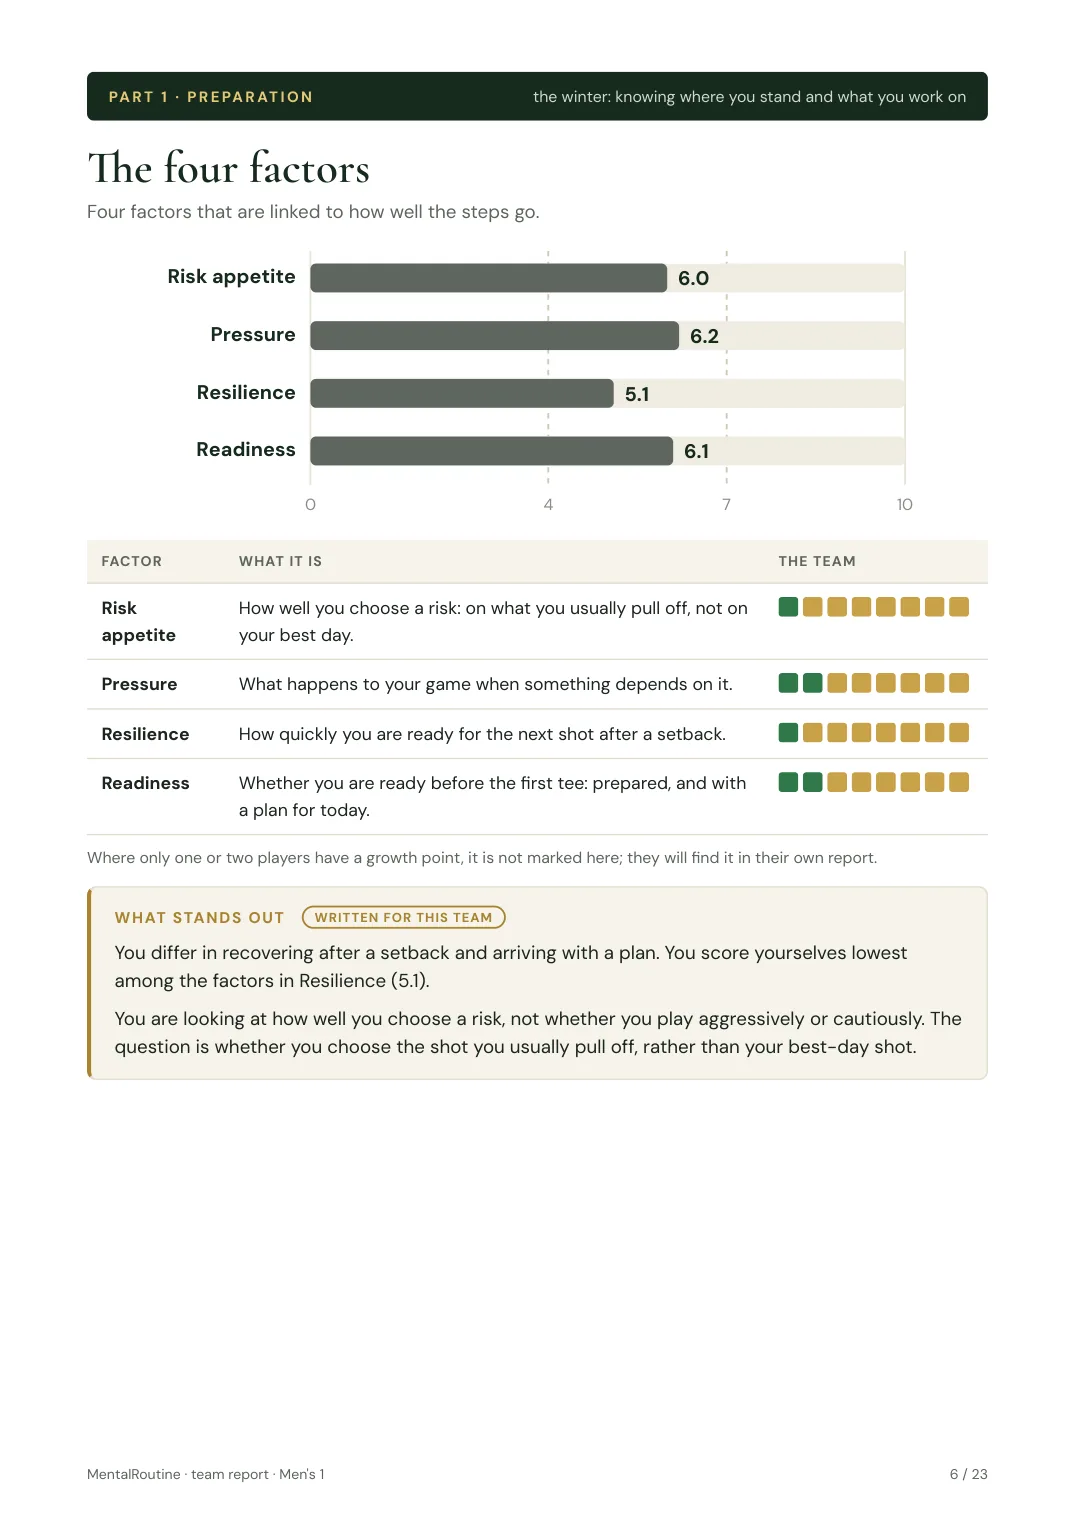 PART 1 · PREPARATION
the winter: knowing where you stand and what you work on
The four factors
Four factors that are linked to how well the steps go.
Risk appetite 6.0
Pressure 6.2
Resilience 5.1
Readiness 6.1
0 4 7 10
FACTOR WHAT IT IS THE TEAM
Risk appetite
How well you choose a risk: on what you usually pull off, not on
your best day.
Pressure What happens to your game when something depends on it.
Resilience How quickly you are ready for the next shot after a setback.
Readiness Whether you are ready before the first tee: prepared, and with
a plan for today.
Where only one or two players have a growth point, it is not marked here; they will find it in their own report.
WHAT STANDS OUT WRITTEN FOR THIS TEAM
You differ in recovering after a setback and arriving with a plan. You score yourselves lowest
among the factors in Resilience (5.1).
You are looking at how well you choose a risk, not whether you play aggressively or cautiously. The
question is whether you choose the shot you usually pull off, rather than your best-day shot.
MentalRoutine · team report · Men's 1
6 / 23